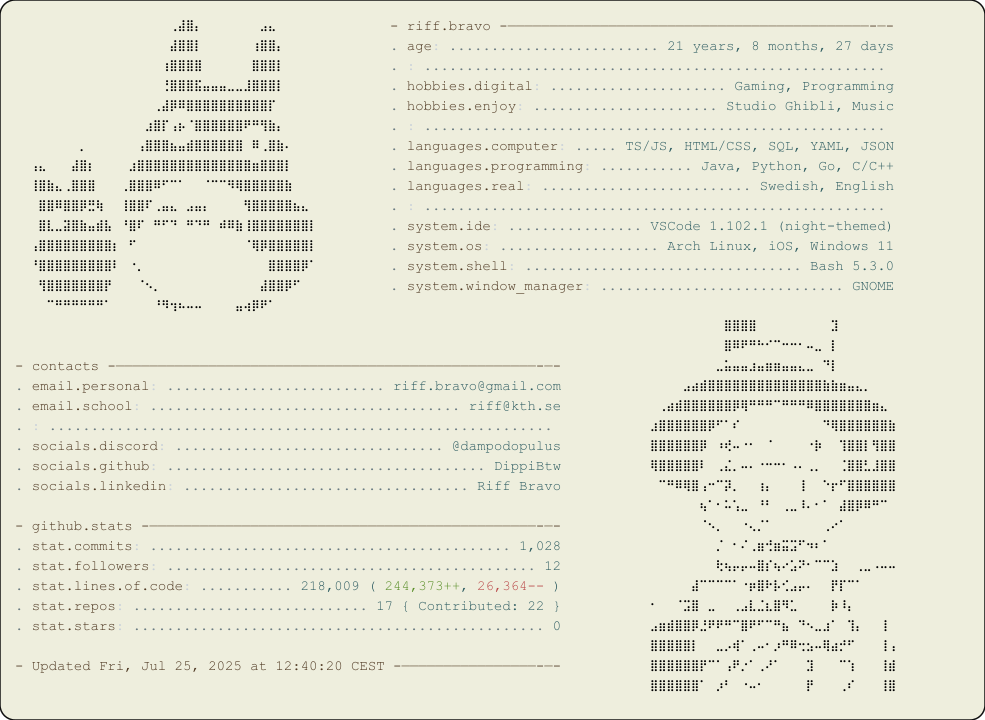 - riff.bravo -———————————————-—-
. age: ......................... 21 years, 8 months, 27 days
. : .........................................................
. hobbies.digital: ..................... Gaming, Programming
. hobbies.enjoy: .................... Studio Ghibli, Music
. : .........................................................
. languages.computer: ..... TS/JS, HTML/CSS, SQL, YAML, JSON
. languages.programming: ............. Java, Python, Go, C/C++
. languages.real: ......................... Swedish, English
. : .........................................................
. system.ide: ............... VSCode 1.102.1 (night-themed)
. system.os: ................... Arch Linux, iOS, Windows 11
. system.shell: ................................. Bash 5.3.0
. system.window_manager: ............................ GNOME
- contacts -———————————————-—-
. email.personal: .......................... riff.bravo@gmail.com
. email.school: ..................................... riff@kth.se
. : ............................................................
. socials.discord: ................................ @dampodopulus
. socials.github: ....................................... DippiBtw
. socials.linkedin: .................................. Riff Bravo
- github.stats -———————————————-—-
. stat.commits: ........................................... 1,028
. stat.followers: ............................................ 12
. stat.lines.of.code: ........... 218,009 ( 244,373++, 26,364-- )
. stat.repos: ............................ 17 { Contributed: 22 }
. stat.stars: ................................................. 0
- Updated Fri, Jul 25, 2025 at 12:40:20 CEST -————————-—-